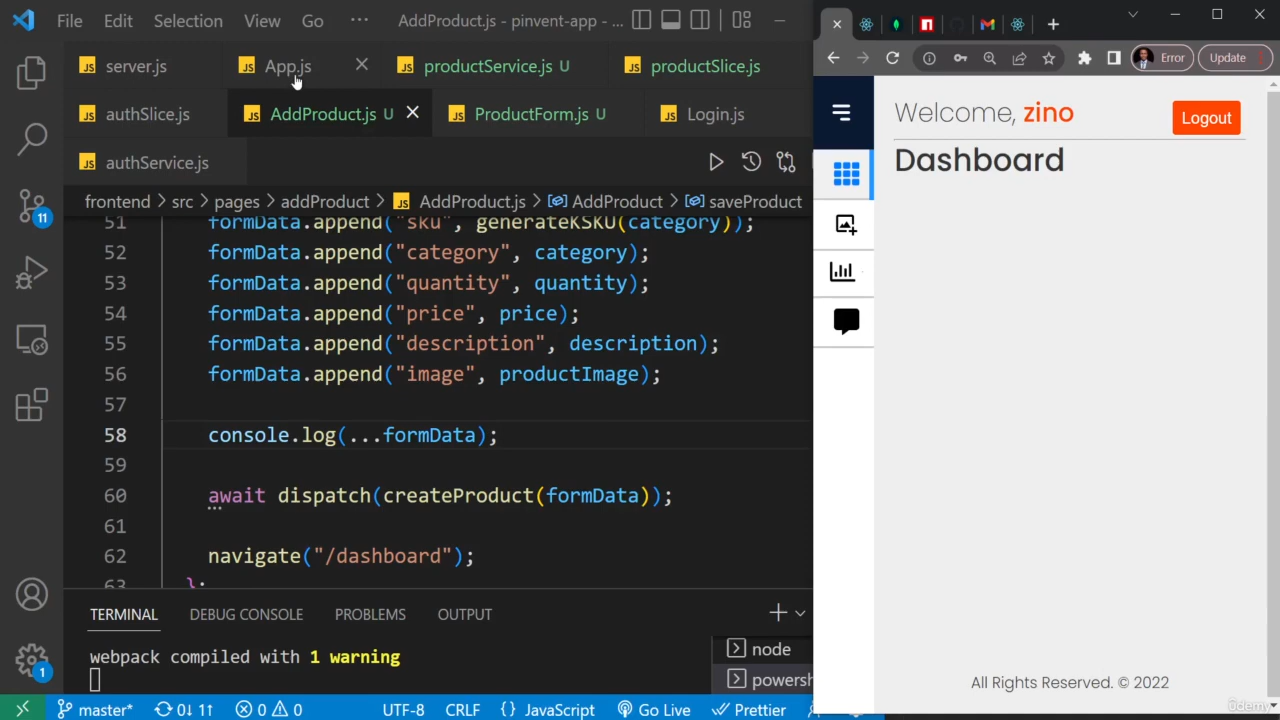 File Edit Selection View Go ··· AddProduct.js - pinvent-app - ...
server.js App.js productService.js U productSlice.js
authSlice.js AddProduct.js U ProductForm.js U Login.js
authService.js
frontend > src > pages > addProduct > AddProduct.js > AddProduct > saveProduct
51 formData.append("sku", generateKSKU(category));
52 formData.append("category", category);
53 formData.append("quantity", quantity);
54 formData.append("price", price);
55 formData.append("description", description);
56 formData.append("image", productImage);
57
58 console.log(...formData);
59
60 await dispatch(createProduct(formData));
61
62 navigate("/dashboard");
63 };
TERMINAL DEBUG CONSOLE PROBLEMS OUTPUT
webpack compiled with 1 warning
node
powersh
11
1
master* 0↓ 1↑ 0 0 UTF-8 CRLF {} JavaScript Go Live Prettier
Error Update
Welcome, zino Logout
Dashboard
All Rights Reserved. © 2022
Udemy